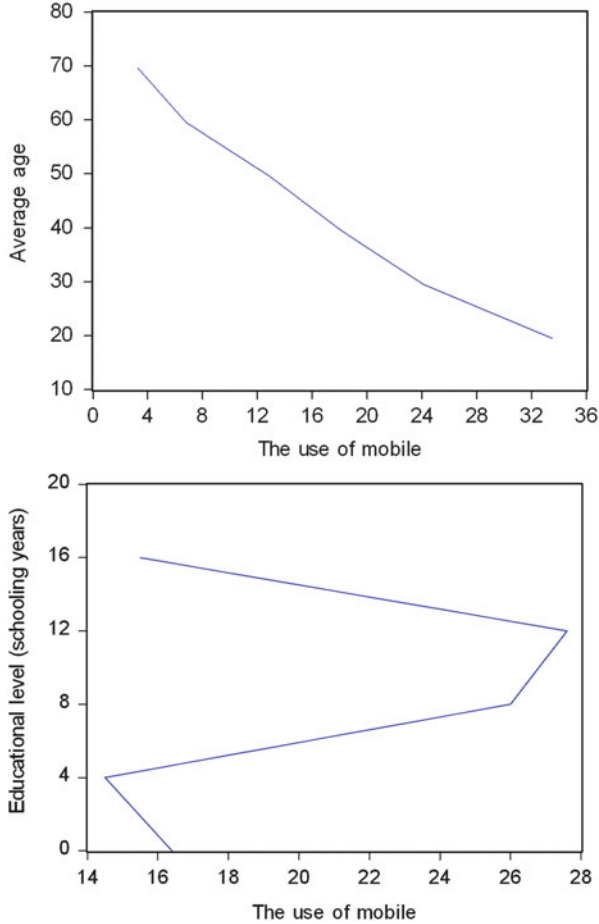 80
70
60
50
40
30
20
10
Average age
0 4 8 12 16 20 24 28 32 36
The use of mobile
20
16
12
8
4
0
Educational level (schooling years)
14 16 18 20 22 24 26 28
The use of mobile